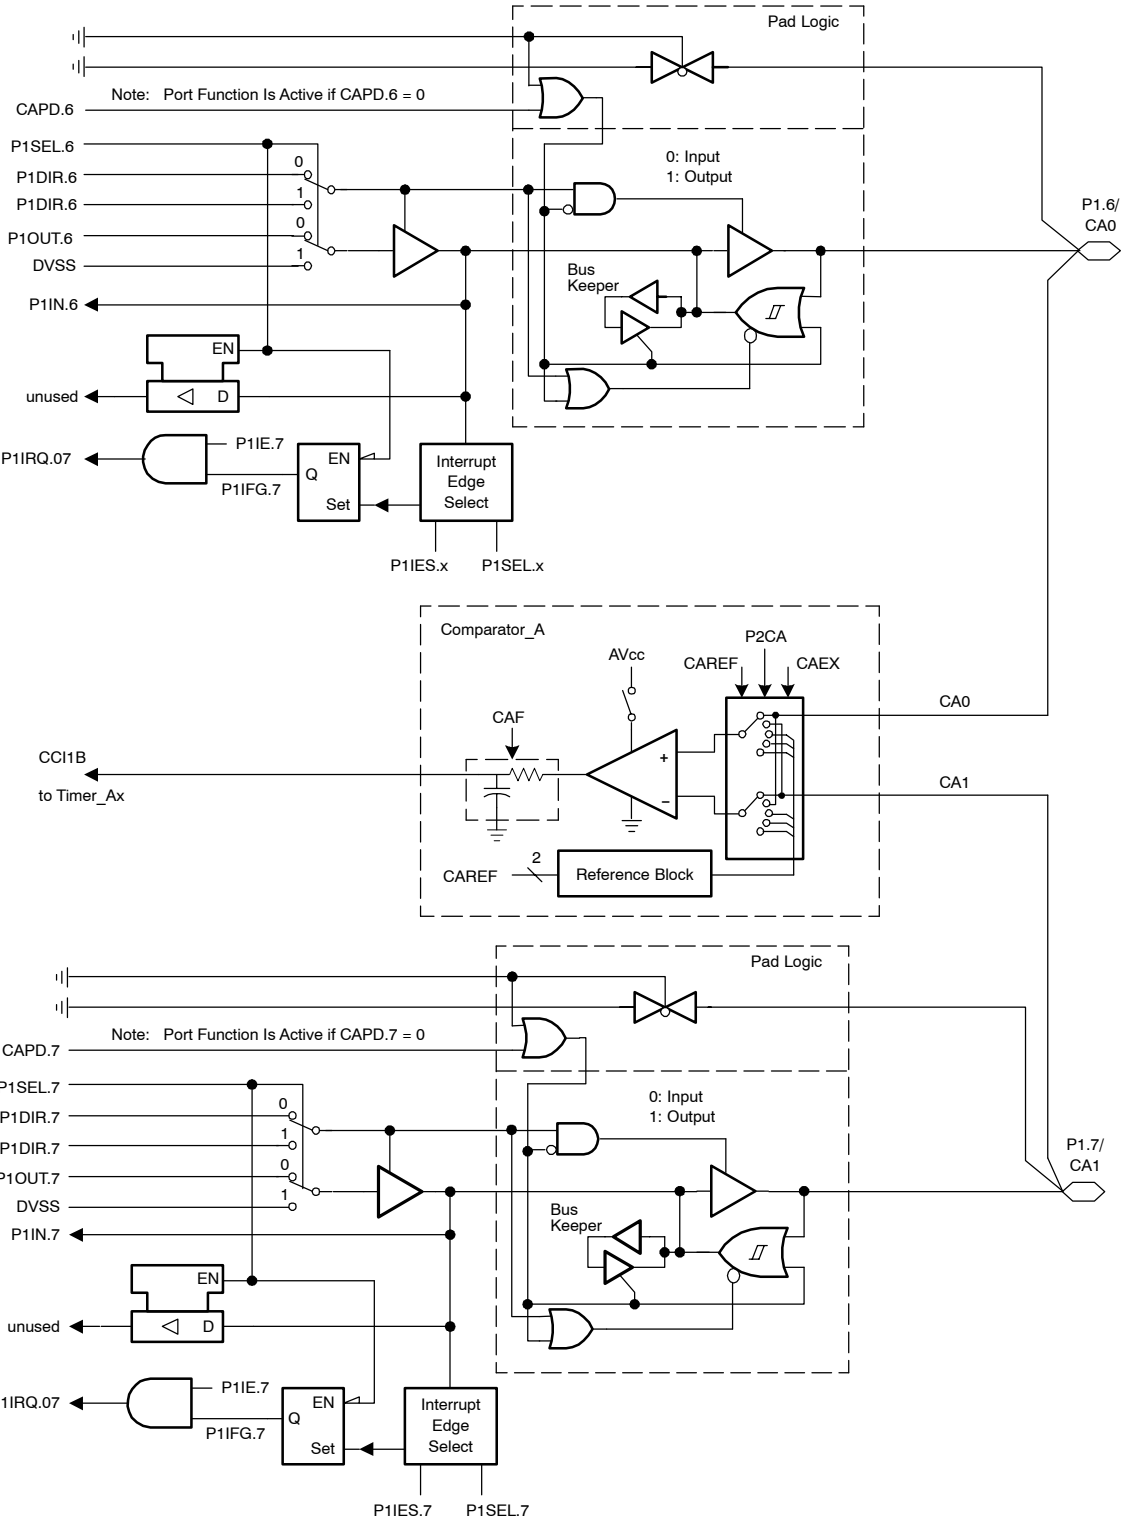 Pad Logic
Note: Port Function Is Active if CAPD.6 = 0
CAPD.6
P1SEL.6
0
P1DIR.6
1
P1DIR.6
0
P1OUT.6
1
DVSS
P1IN.6
0: Input
1: Output
P1.6/
CA0
Bus
Keeper
EN
unused
D
P1IRQ.07
P1IE.7
P1IFG.7
EN
Q
Set
Interrupt
Edge
Select
P1IES.x
P1SEL.x
Comparator_A
P2CA
AVcc
CAREF
CAEX
CA0
CAF
CCI1B
to Timer_Ax
+
−
CA1
2
CAREF
Reference Block
Pad Logic
Note: Port Function Is Active if CAPD.7 = 0
CAPD.7
P1SEL.7
0
P1DIR.7
1
P1DIR.7
0
P1OUT.7
1
DVSS
P1IN.7
0: Input
1: Output
P1.7/
CA1
Bus
Keeper
EN
unused
D
1IRQ.07
P1IE.7
P1IFG.7
EN
Q
Set
Interrupt
Edge
Select
P1IES.7
P1SEL.7